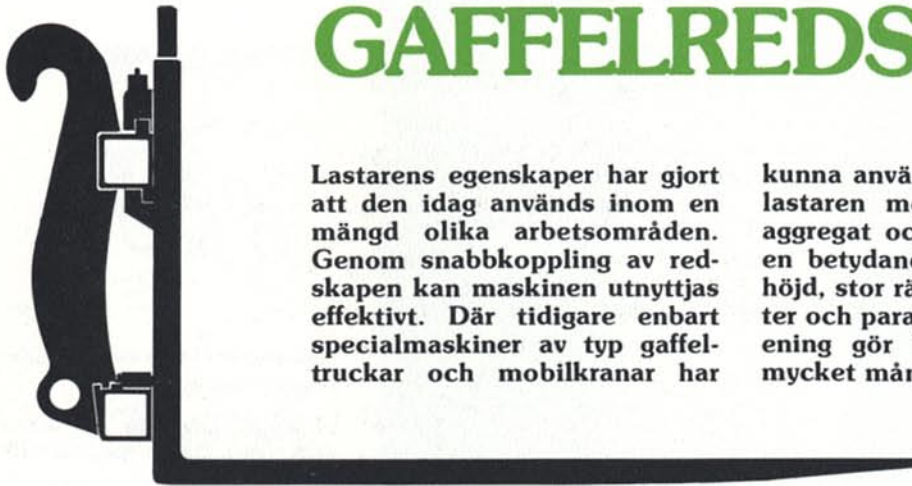 GAFFELREDS
Lastarens egenskaper har gjort
att den idag används inom en
mängd olika arbetsområden.
Genom snabbkoppling av red-
skapen kan maskinen utnyttjas
effektivt. Där tidigare enbart
specialmaskiner av typ gaffel-
truckar och mobilkranar har
kunna anvä
lastaren m
aggregat oc
en betydan
höjd, stor rä
ter och para
ening gör
mycket mån